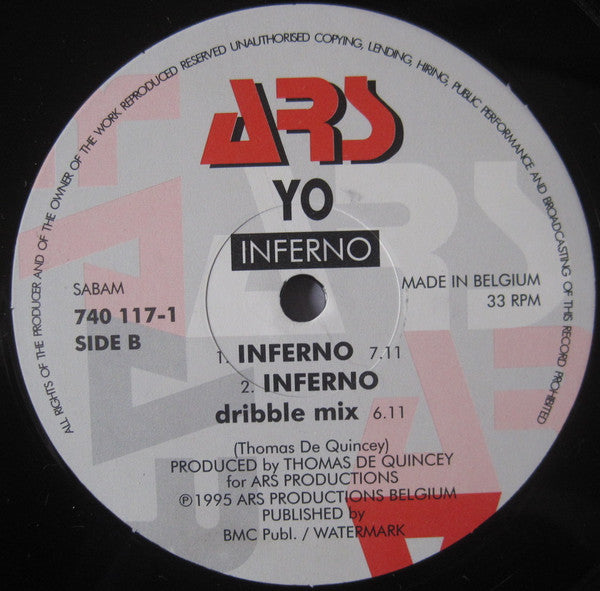 ALL RIGHTS OF THE PRODUCER AND OF THE OWNER OF THE WORK REPRODUCED RESERVED UNAUTHORISED COPYING, LENDING, HIRING, PUBLIC PERFORMANCE AND BROADCASTING OF THIS RECORD PROHIBITED
ARS
YO
INFERNO
SABAM
740 117-1
SIDE B
MADE IN BELGIUM
33 RPM
1. INFERNO 7.11
2. INFERNO
dribble mix 6.11
(Thomas De Quincey)
PRODUCED by THOMAS DE QUINCEY
for ARS PRODUCTIONS
℗1995 ARS PRODUCTIONS BELGIUM
PUBLISHED by
BMC Publ. / WATERMARK